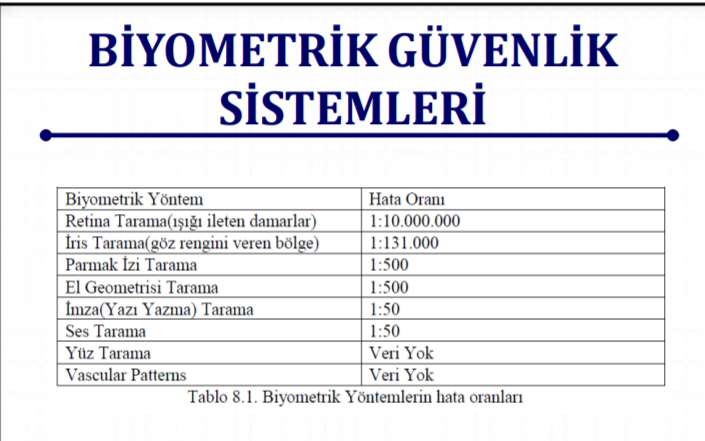 BİYOMETRİK GÜVENLİK
SİSTEMLERİ
Biyometrik Yöntem Hata Oranı
Retina Tarama(ışığı ileten damarlar) 1:10.000.000
İris Tarama(göz rengini veren bölge) 1:131.000
Parmak İzi Tarama 1:500
El Geometrisi Tarama 1:500
İmza(Yazı Yazma) Tarama 1:50
Ses Tarama 1:50
Yüz Tarama Veri Yok
Vascular Patterns Veri Yok
Tablo 8.1. Biyometrik Yöntemlerin hata oranları